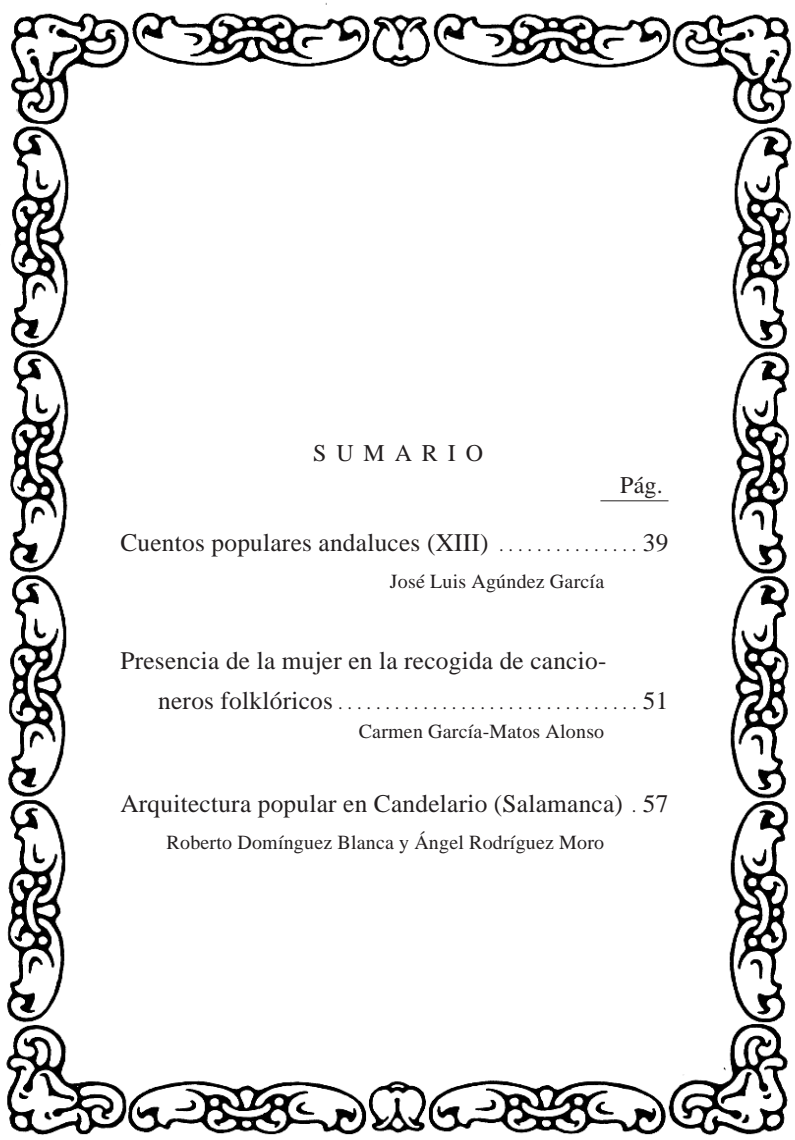 S U M A R I O
Pág.
Cuentos populares andaluces (XIII) ............... 39
José Luis Agúndez García
Presencia de la mujer en la recogida de cancio-
neros folklóricos ................................ 51
Carmen García-Matos Alonso
Arquitectura popular en Candelario (Salamanca) . 57
Roberto Domínguez Blanca y Ángel Rodríguez Moro